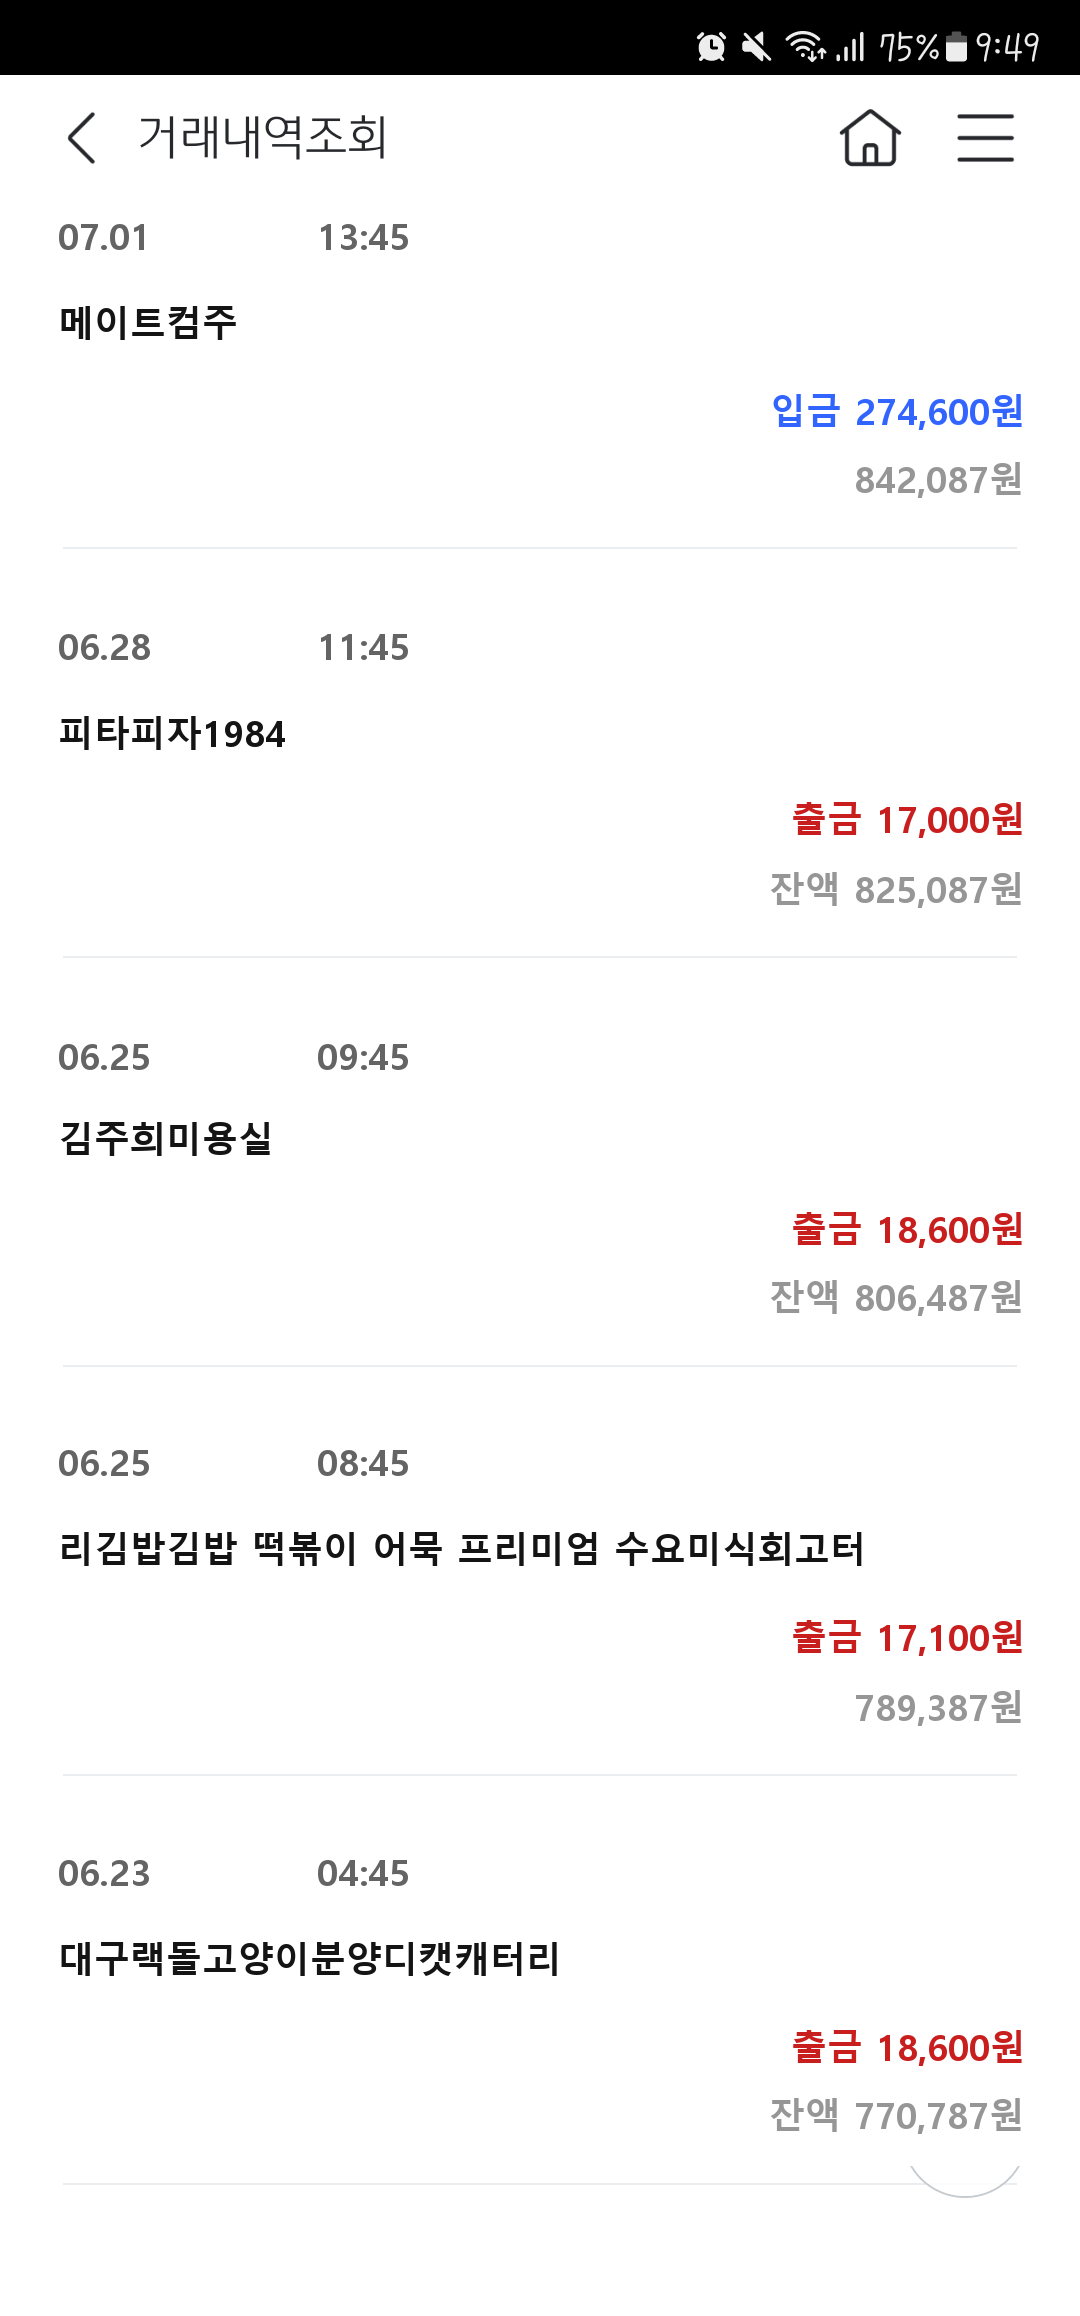 75% 9:49
거래내역조회
07.01 13:45
메이트컴주
입금 274,600원
842,087원
06.28 11:45
피타피자1984
출금 17,000원
잔액 825,087원
06.25 09:45
김주희미용실
출금 18,600원
잔액 806,487원
06.25 08:45
리김밥김밥 떡볶이 어묵 프리미엄 수요미식회고터
출금 17,100원
789,387원
06.23 04:45
대구랙돌고양이분양디캣캐터리
출금 18,600원
잔액 770,787원